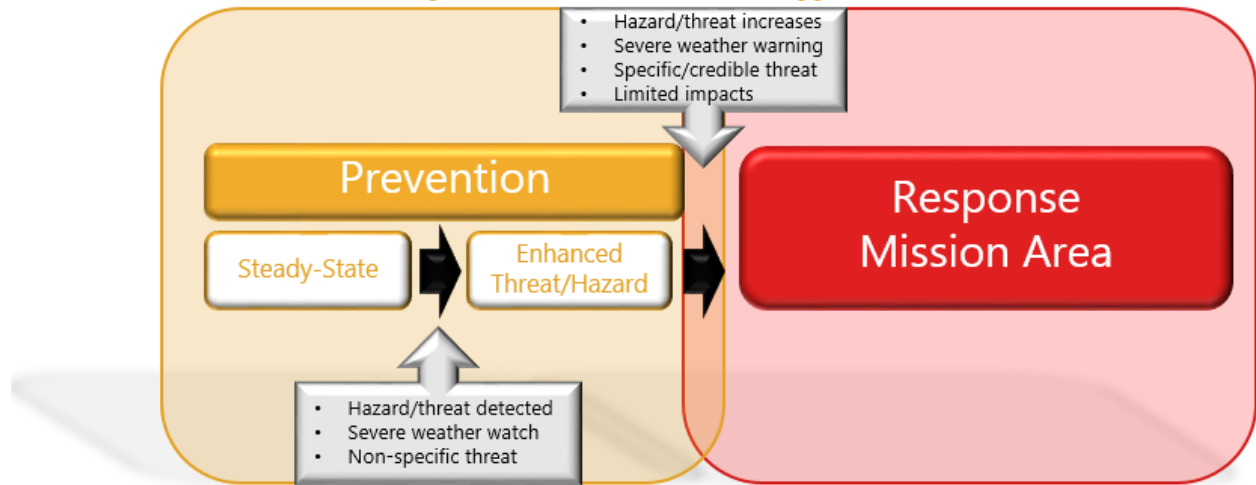 • Hazard/threat increases
• Severe weather warning
• Specific/credible threat
• Limited impacts
Prevention
Steady-State
Enhanced
Threat/Hazard
Response
Mission Area
• Hazard/threat detected
• Severe weather watch
• Non-specific threat